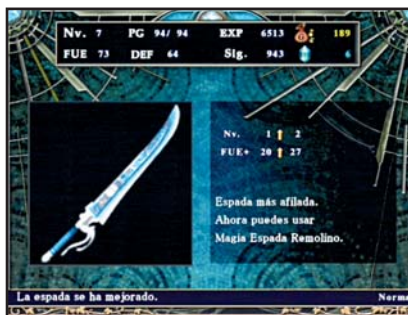 Nv. 7 PG 94/ 94 EXP 6513 189
FUE 73 DEF 64 Sig. 943 6
Nv. 1 2
FUE+ 20 27
Espada más afilada.
Ahora puedes usar
Magia Espada Remolino.
La espada se ha mejorado.